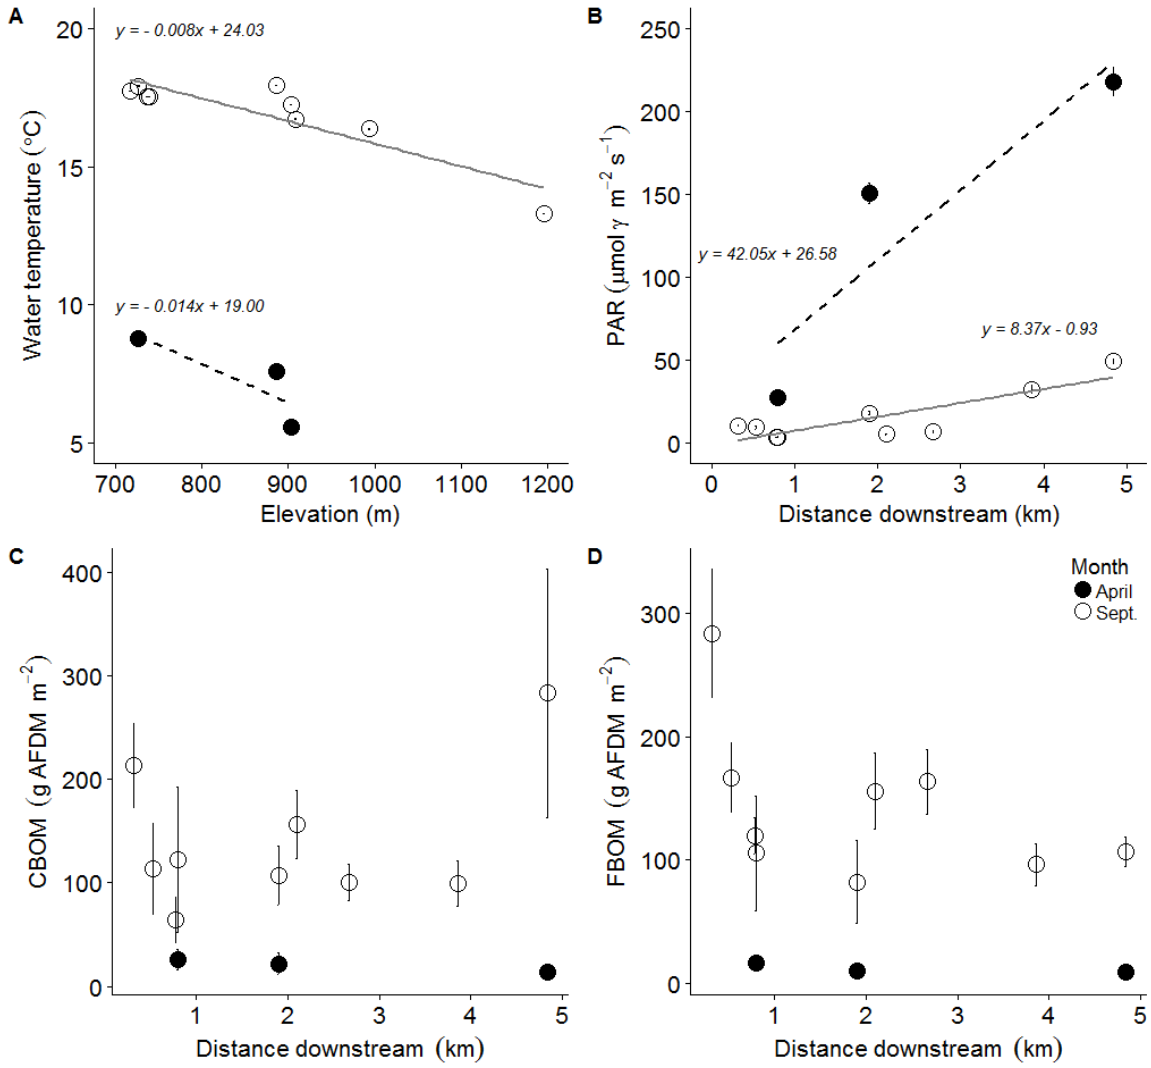 A
y = - 0.008x + 24.03
y = - 0.014x + 19.00
20
15
10
5
Water temperature (°C)
700 800 900 1000 1100 1200
Elevation (m)
B
y = 42.05x + 26.58
y = 8.37x - 0.93
250
200
150
100
50
0
PAR (μmol γ m−2 s−1)
0 1 2 3 4 5
Distance downstream (km)
C
400
300
200
100
0
CBOM (g AFDM m−2)
1 2 3 4 5
Distance downstream (km)
D
Month
April
Sept.
300
200
100
0
FBOM (g AFDM m−2)
1 2 3 4 5
Distance downstream (km)